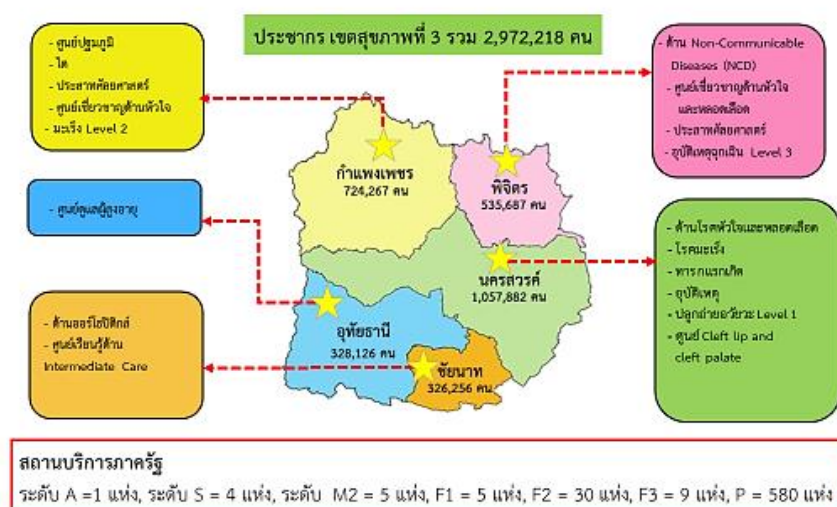 ประชากร เขตสุขภาพที่ 3 รวม 2,972,218 คน
- ศูนย์ปฐมภูมิ
- ไต
- ประสาทศัลยศาสตร์
- ศูนย์เชี่ยวชาญด้านหัวใจ
- มะเร็ง Level 2
- ด้าน Non-Communicable
Diseases (NCD)
- ศูนย์เชี่ยวชาญด้านหัวใจ
และหลอดเลือด
- ประสาทศัลยศาสตร์
- อุบัติเหตุฉุกเฉิน Level 3
กำแพงเพชร
724,267 คน
พิจิตร
535,687 คน
- ศูนย์ดูแลผู้สูงอายุ
นครสวรรค์
1,057,882 คน
- ด้านโรคหัวใจและหลอดเลือด
- โรคมะเร็ง
- ทารกแรกเกิด
- อุบัติเหตุ
- ปลูกถ่ายอวัยวะ Level 1
- ศูนย์ Cleft lip and
cleft palate
อุทัยธานี
328,126 คน
- ด้านออร์โธปิดิกส์
- ศูนย์เรียนรู้ด้าน
Intermediate Care
ชัยนาท
326,256 คน
สถานบริการภาครัฐ
ระดับ A =1 แห่ง, ระดับ S = 4 แห่ง, ระดับ M2 = 5 แห่ง, F1 = 5 แห่ง, F2 = 30 แห่ง, F3 = 9 แห่ง, P = 580 แห่ง